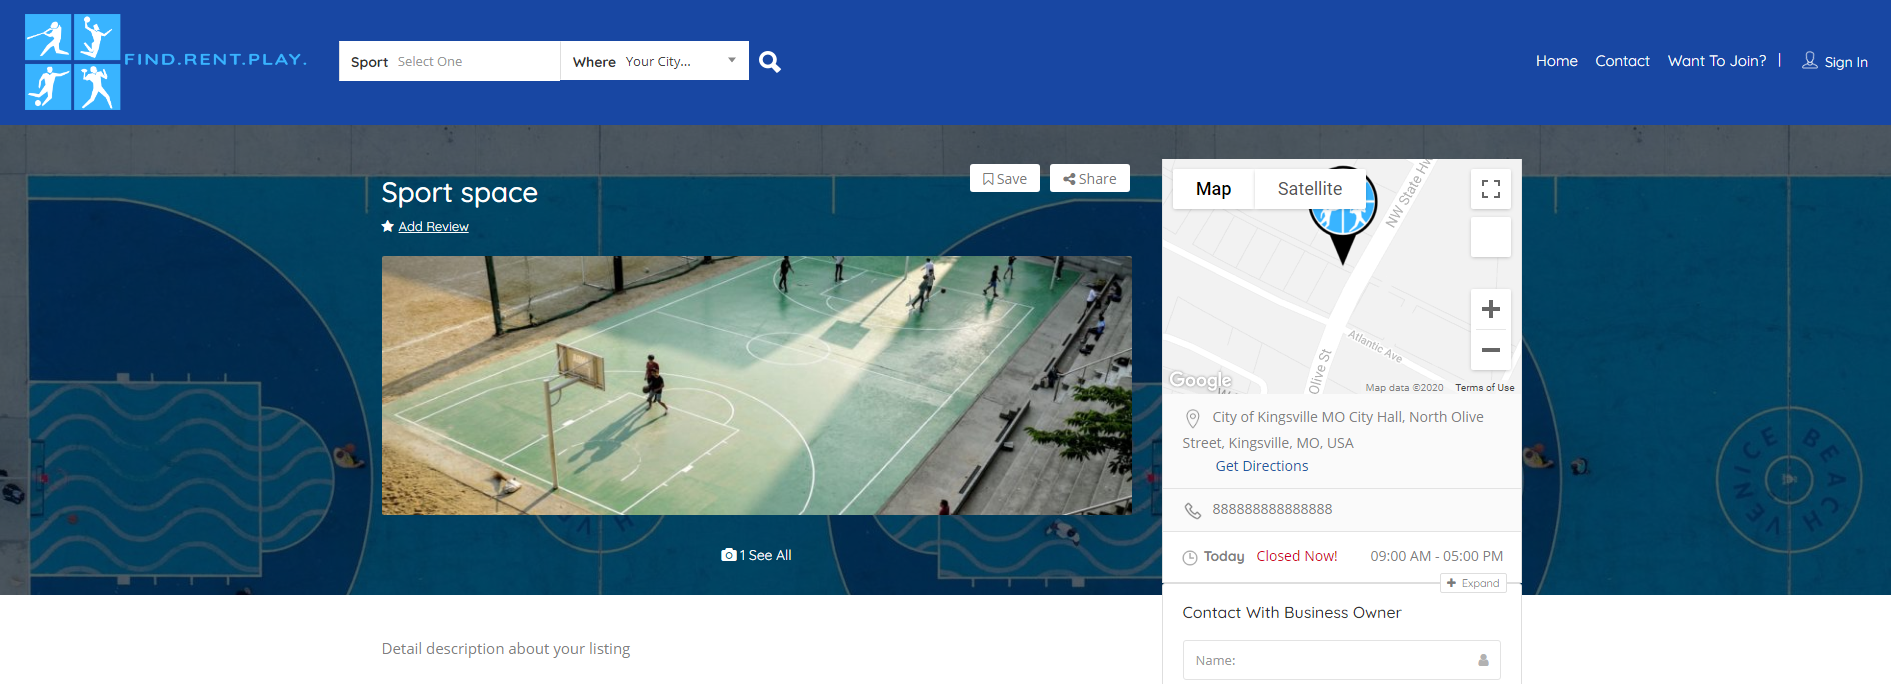 FIND.RENT.PLAY.
Sport Select One
Where Your City...
Home Contact Want To Join? | Sign In
Sport space
Add Review
Save
Share
1 See All
Map Satellite
NW State Hw
Atlantic Ave
Olive St
Google
Map data ©2020 Terms of Use
City of Kingsville MO City Hall, North Olive
Street, Kingsville, MO, USA
Get Directions
888888888888888
Today Closed Now! 09:00 AM - 05:00 PM
Expand
VENICE BEACH
Contact With Business Owner
Name:
Detail description about your listing